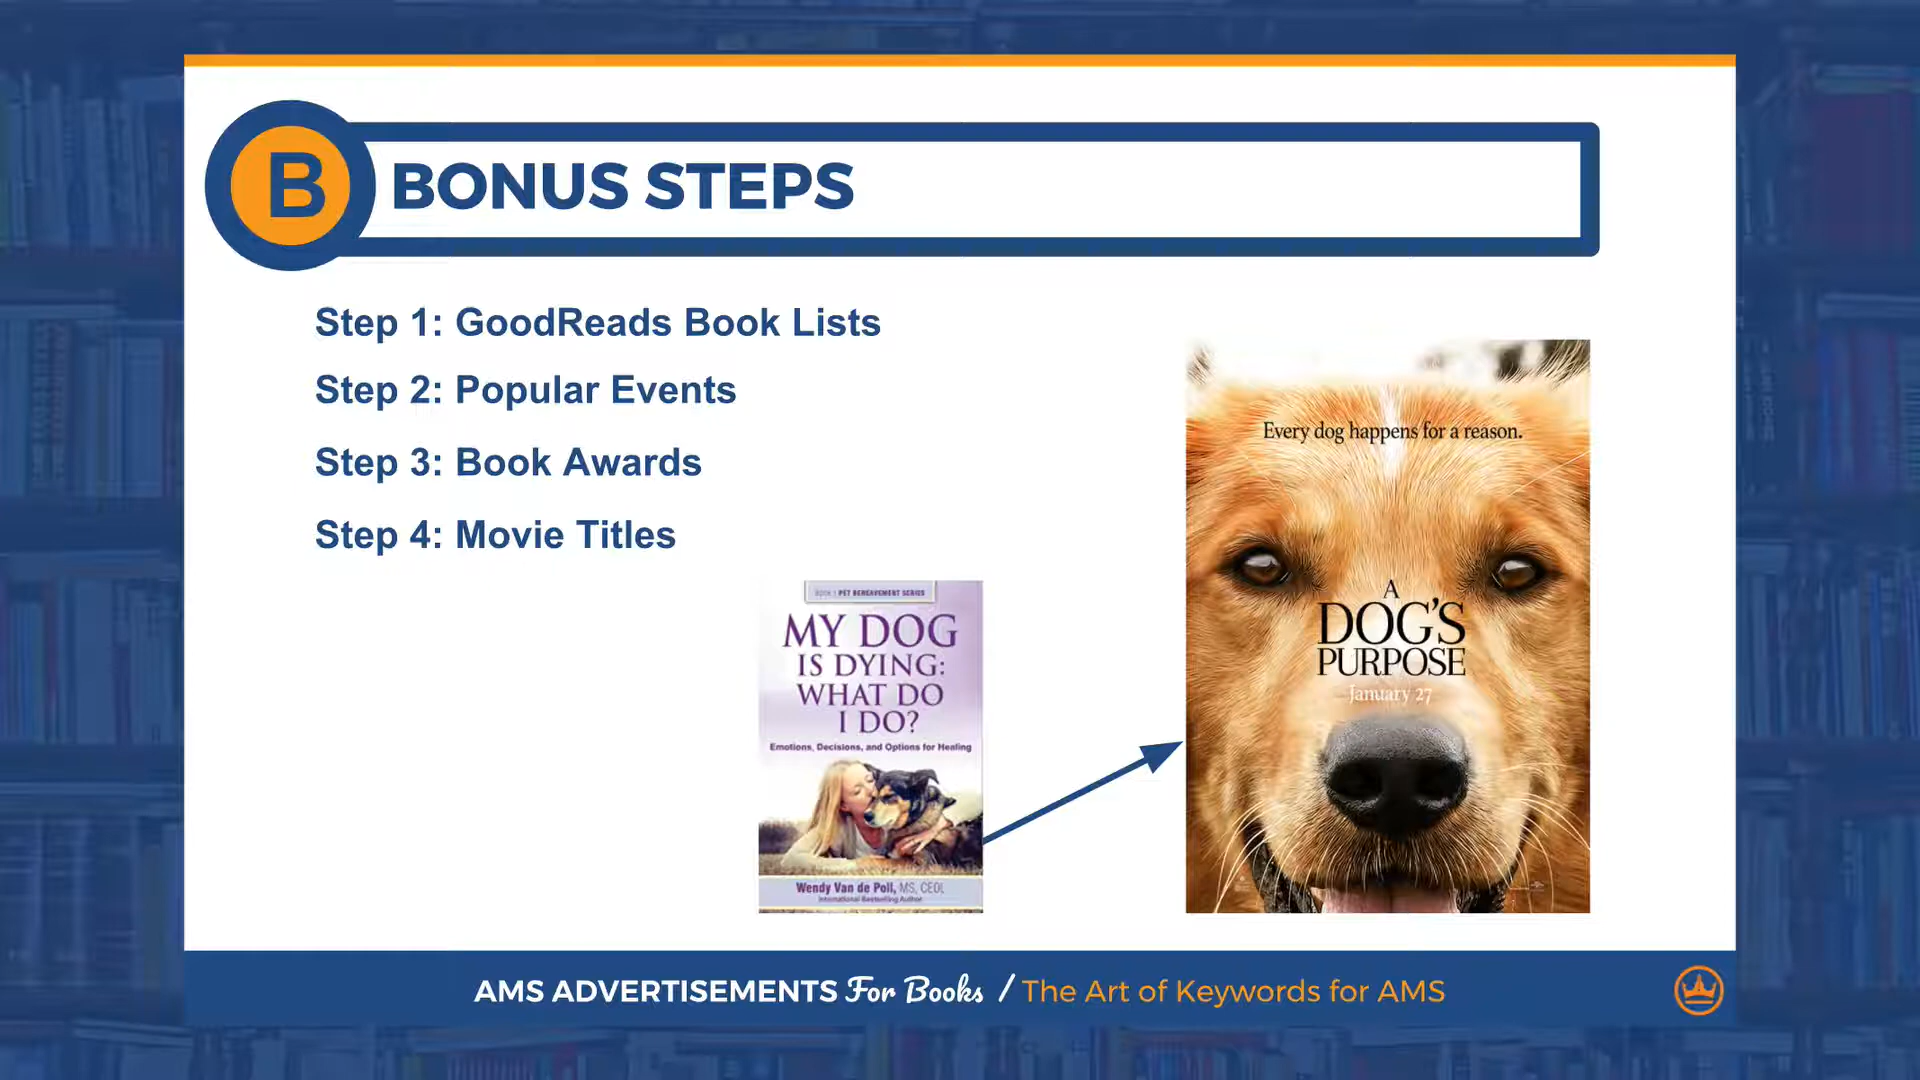 B BONUS STEPS
Step 1: GoodReads Book Lists
Step 2: Popular Events
Step 3: Book Awards
Step 4: Movie Titles
BOOK 1 PET BEREAVEMENT SERIES
MY DOG
IS DYING:
WHAT DO
I DO?
Emotions, Decisions, and Options for Healing
Wendy Van de Poll, MS, CEOL
International Bestselling Author
Every dog happens for a reason.
A
DOG'S
PURPOSE
January 27
AMS ADVERTISEMENTS For Books / The Art of Keywords for AMS